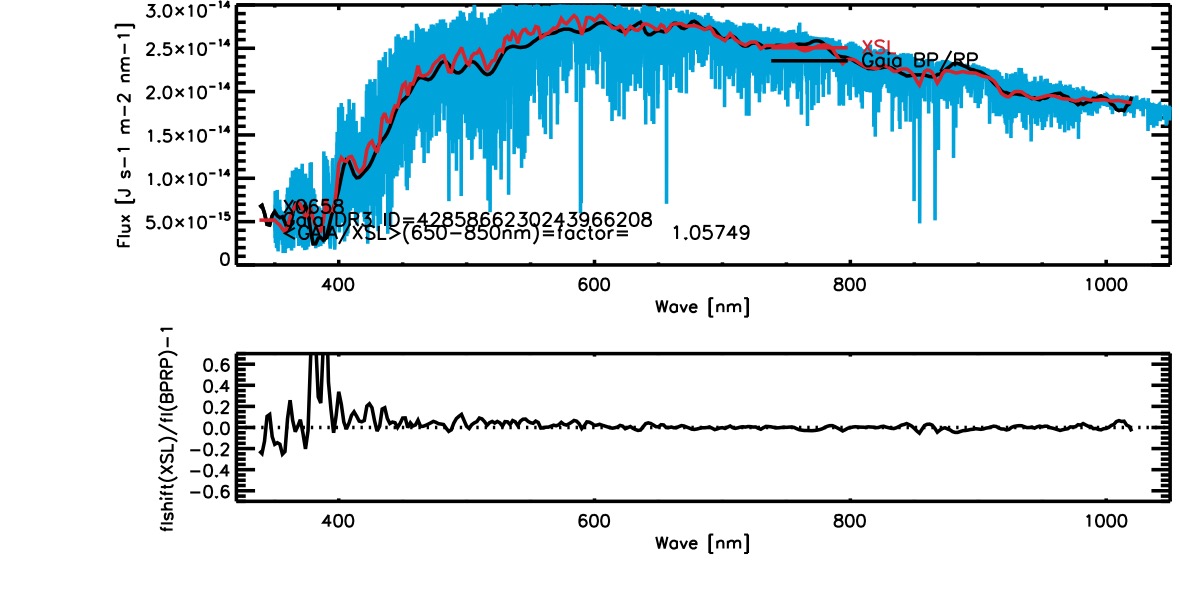 3.0×10⁻¹⁴
2.5×10⁻¹⁴
2.0×10⁻¹⁴
1.5×10⁻¹⁴
1.0×10⁻¹⁴
5.0×10⁻¹⁵
0
Flux [J s−1 m−2 nm−1]
XSL
Gaia BP/RP
X0658
Gaia DR3 ID=4285866230243966208
<GAIA/XSL>(650−850nm)=factor= 1.05749
400 600 800 1000
Wave [nm]
0.6
0.4
0.2
0.0
−0.2
−0.4
−0.6
flshift(XSL)/fl(BPRP)−1
400 600 800 1000
Wave [nm]